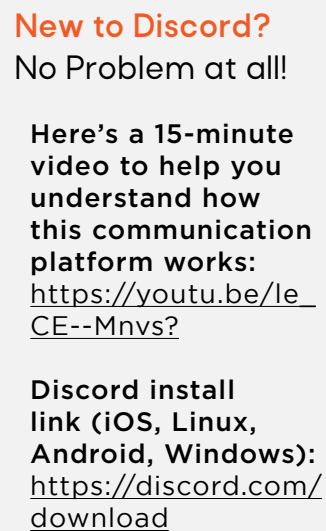 New to Discord?
No Problem at all!
Here's a 15-minute
video to help you
understand how
this communication
platform works:
https://youtu.be/le_
CE--Mnvs?
Discord install
link (iOS, Linux,
Android, Windows):
https://discord.com/
download